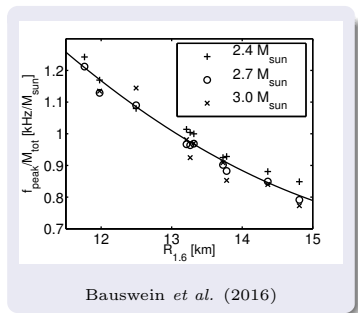 + 2.4 M_sun
o 2.7 M_sun
× 3.0 M_sun
f_peak/M_tot [kHz/M_sun]
1.2
1.1
1
0.9
0.8
0.7
12
13
14
15
R_1.6 [km]
Bauswein et al. (2016)